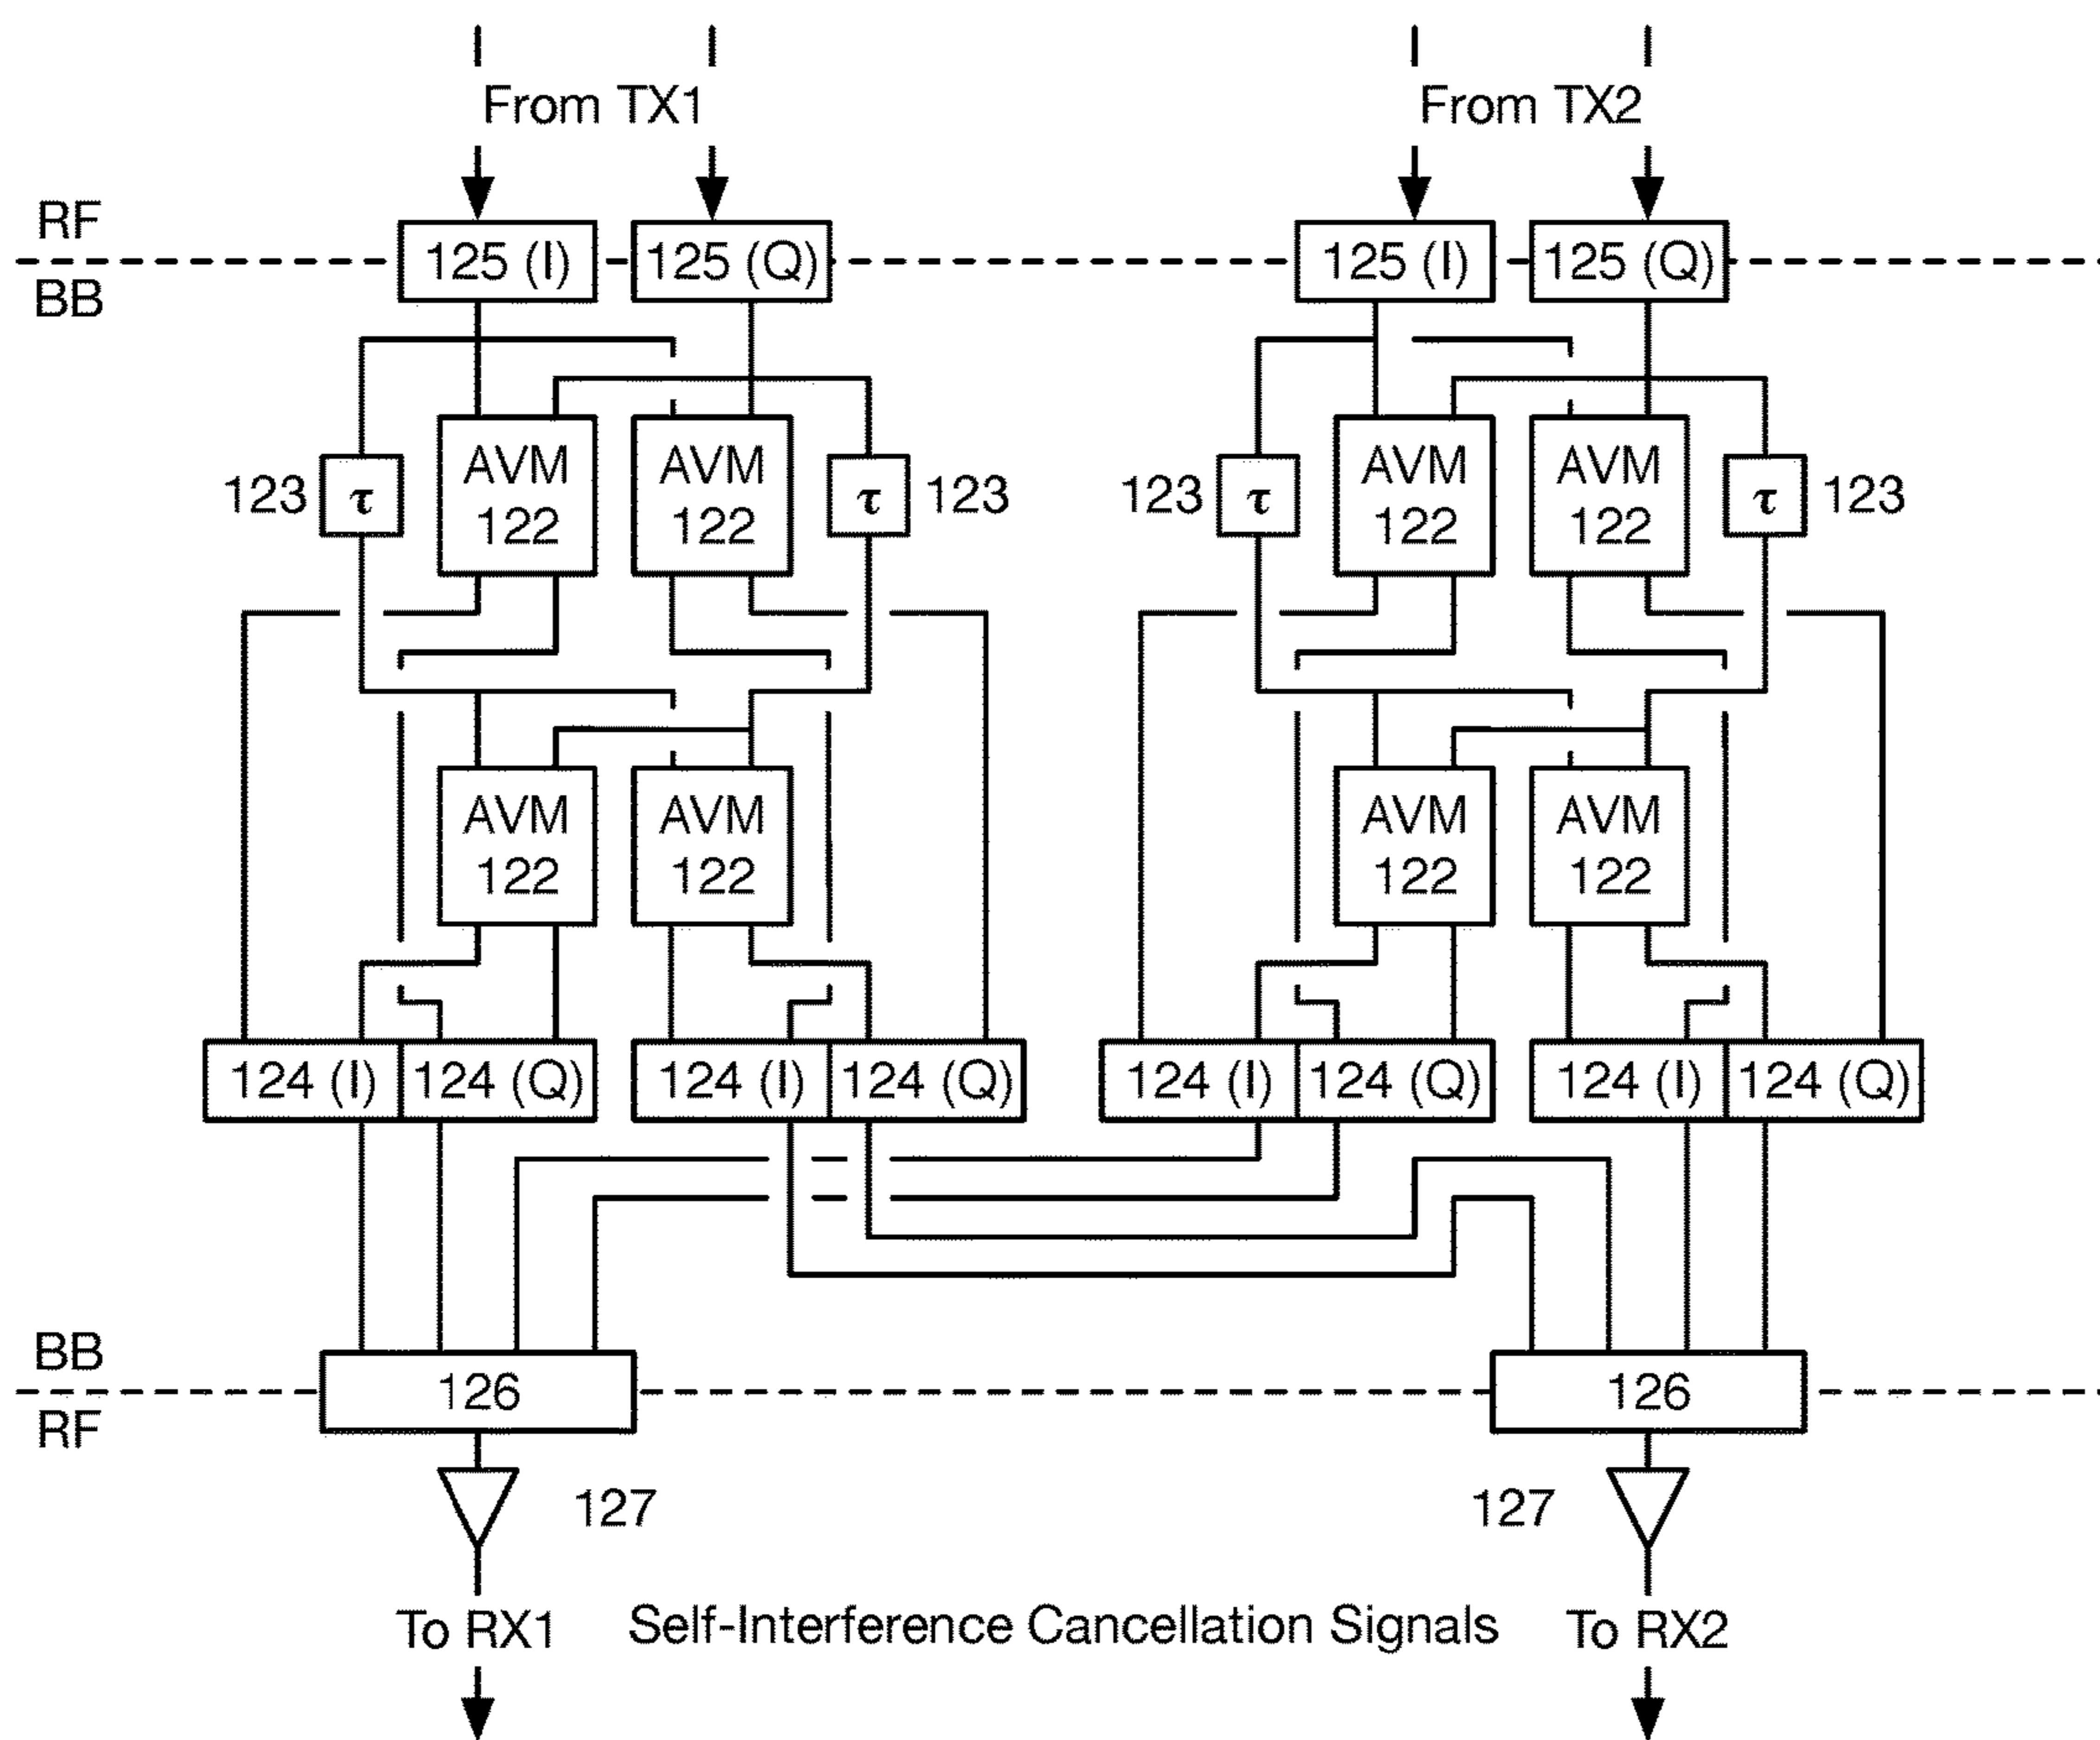 From TX1
From TX2
RF
125 (I)
125 (Q)
125 (I)
125 (Q)
BB
123
τ
AVM
122
AVM
122
τ
123
123
τ
AVM
122
AVM
122
τ
123
AVM
122
AVM
122
AVM
122
AVM
122
124 (I)
124 (Q)
124 (I)
124 (Q)
124 (I)
124 (Q)
124 (I)
124 (Q)
BB
126
126
RF
127
127
To RX1
Self-Interference Cancellation Signals
To RX2